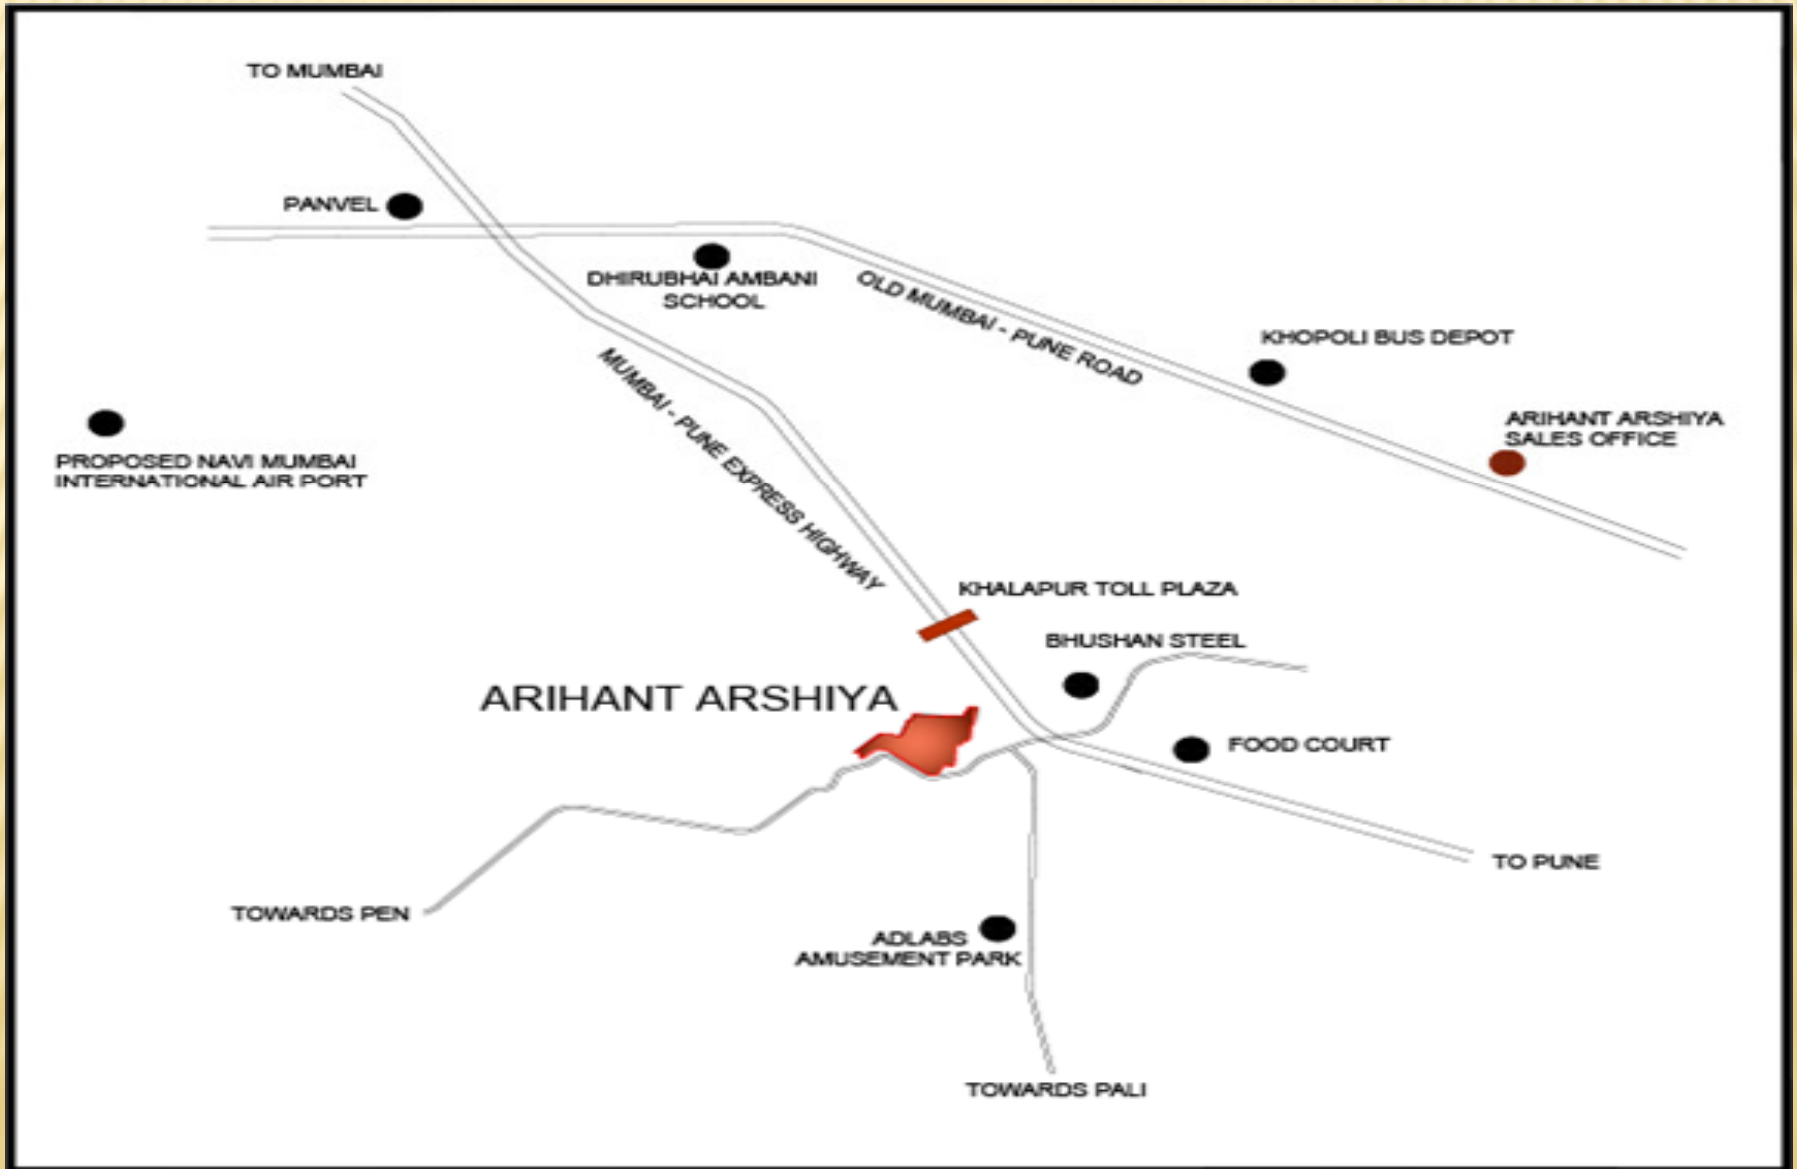 TO MUMBAI
PANVEL
DHIRUBHAI AMBANI
SCHOOL
OLD MUMBAI - PUNE ROAD
KHOPOLI BUS DEPOT
MUMBAI - PUNE EXPRESS HIGHWAY
ARIHANT ARSHIYA
SALES OFFICE
PROPOSED NAVI MUMBAI
INTERNATIONAL AIR PORT
KHALAPUR TOLL PLAZA
BHUSHAN STEEL
ARIHANT ARSHIYA
FOOD COURT
TO PUNE
TOWARDS PEN
ADLABS
AMUSEMENT PARK
TOWARDS PALI